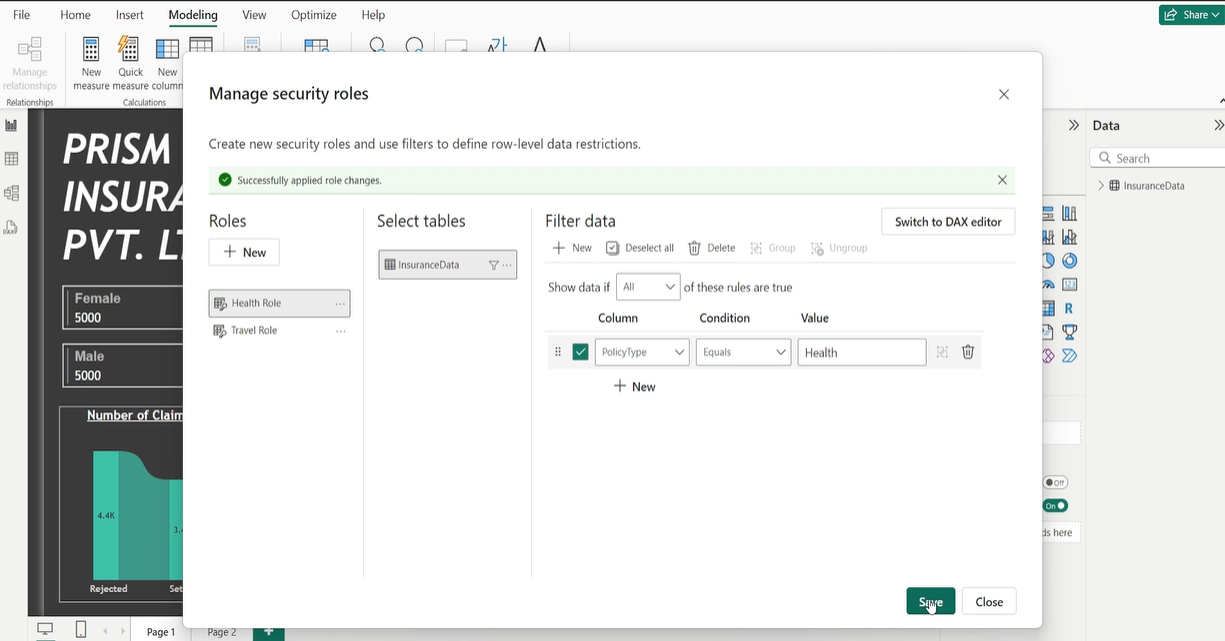 File Home Insert Modeling View Optimize Help Share
Manage relationships
New measure
Quick measure
New column
Relationships
Calculations
Manage security roles
Create new security roles and use filters to define row-level data restrictions.
Successfully applied role changes.
Roles
New
Health Role ...
Travel Role ...
Select tables
InsuranceData ...
Filter data
Switch to DAX editor
New Deselect all Delete Group Ungroup
Show data if All of these rules are true
Column Condition Value
PolicyType Equals Health
New
Save Close
PRISM
INSURA
PVT. LT
Female
5000
Male
5000
Number of Claim
4.4K
3.
Rejected Set
Data
Search
InsuranceData
R
Off
On
ds here
Page 1 Page 2